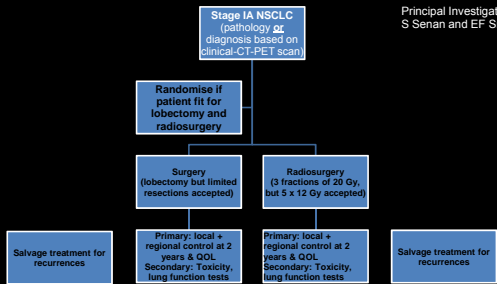 Principal Investigat
S Senan and EF S
Stage IA NSCLC
(pathology or
diagnosis based on
clinical-CT-PET scan)
Randomise if
patient fit for
lobectomy and
radiosurgery
Surgery
(lobectomy but limited
resections accepted)
Radiosurgery
(3 fractions of 20 Gy,
but 5 x 12 Gy accepted)
Salvage treatment for
recurrences
Primary: local +
regional control at 2
years & QOL
Secondary: Toxicity,
lung function tests
Primary: local +
regional control at 2
years & QOL
Secondary: Toxicity,
lung function tests
Salvage treatment for
recurrences